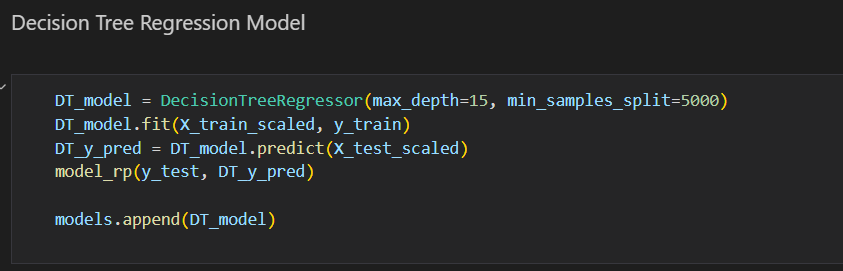 Decision Tree Regression Model
DT_model = DecisionTreeRegressor(max_depth=15, min_samples_split=5000)
DT_model.fit(X_train_scaled, y_train)
DT_y_pred = DT_model.predict(X_test_scaled)
model_rp(y_test, DT_y_pred)
models.append(DT_model)